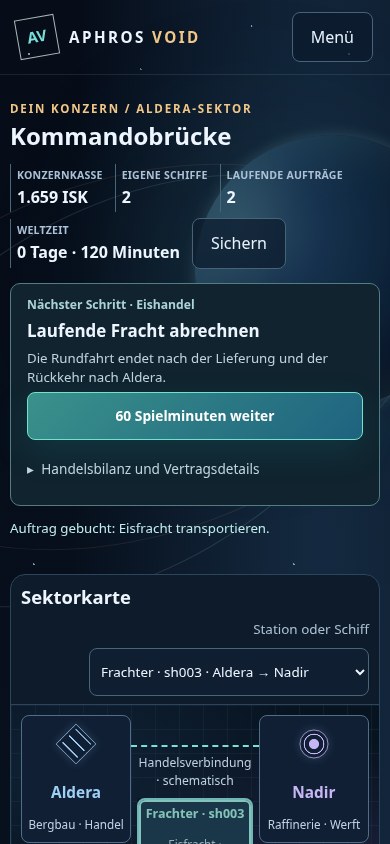 AV
APHROS VOID
Menü
DEIN KONZERN / ALDERA-SEKTOR
Kommandobrücke
KONZERNKASSE
1.659 ISK
EIGENE SCHIFFE
2
LAUFENDE AUFTRÄGE
2
WELTZEIT
0 Tage · 120 Minuten
Sichern
Nächster Schritt · Eishandel
Laufende Fracht abrechnen
Die Rundfahrt endet nach der Lieferung und der
Rückkehr nach Aldera.
60 Spielminuten weiter
▸ Handelsbilanz und Vertragsdetails
Auftrag gebucht: Eisfracht transportieren.
Sektorkarte
Station oder Schiff
Frachter · sh003 · Aldera → Nadir
Aldera
Bergbau · Handel
Handelsverbindung
· schematisch
Frachter · sh003
Eisfracht ·
Nadir
Raffinerie · Werft